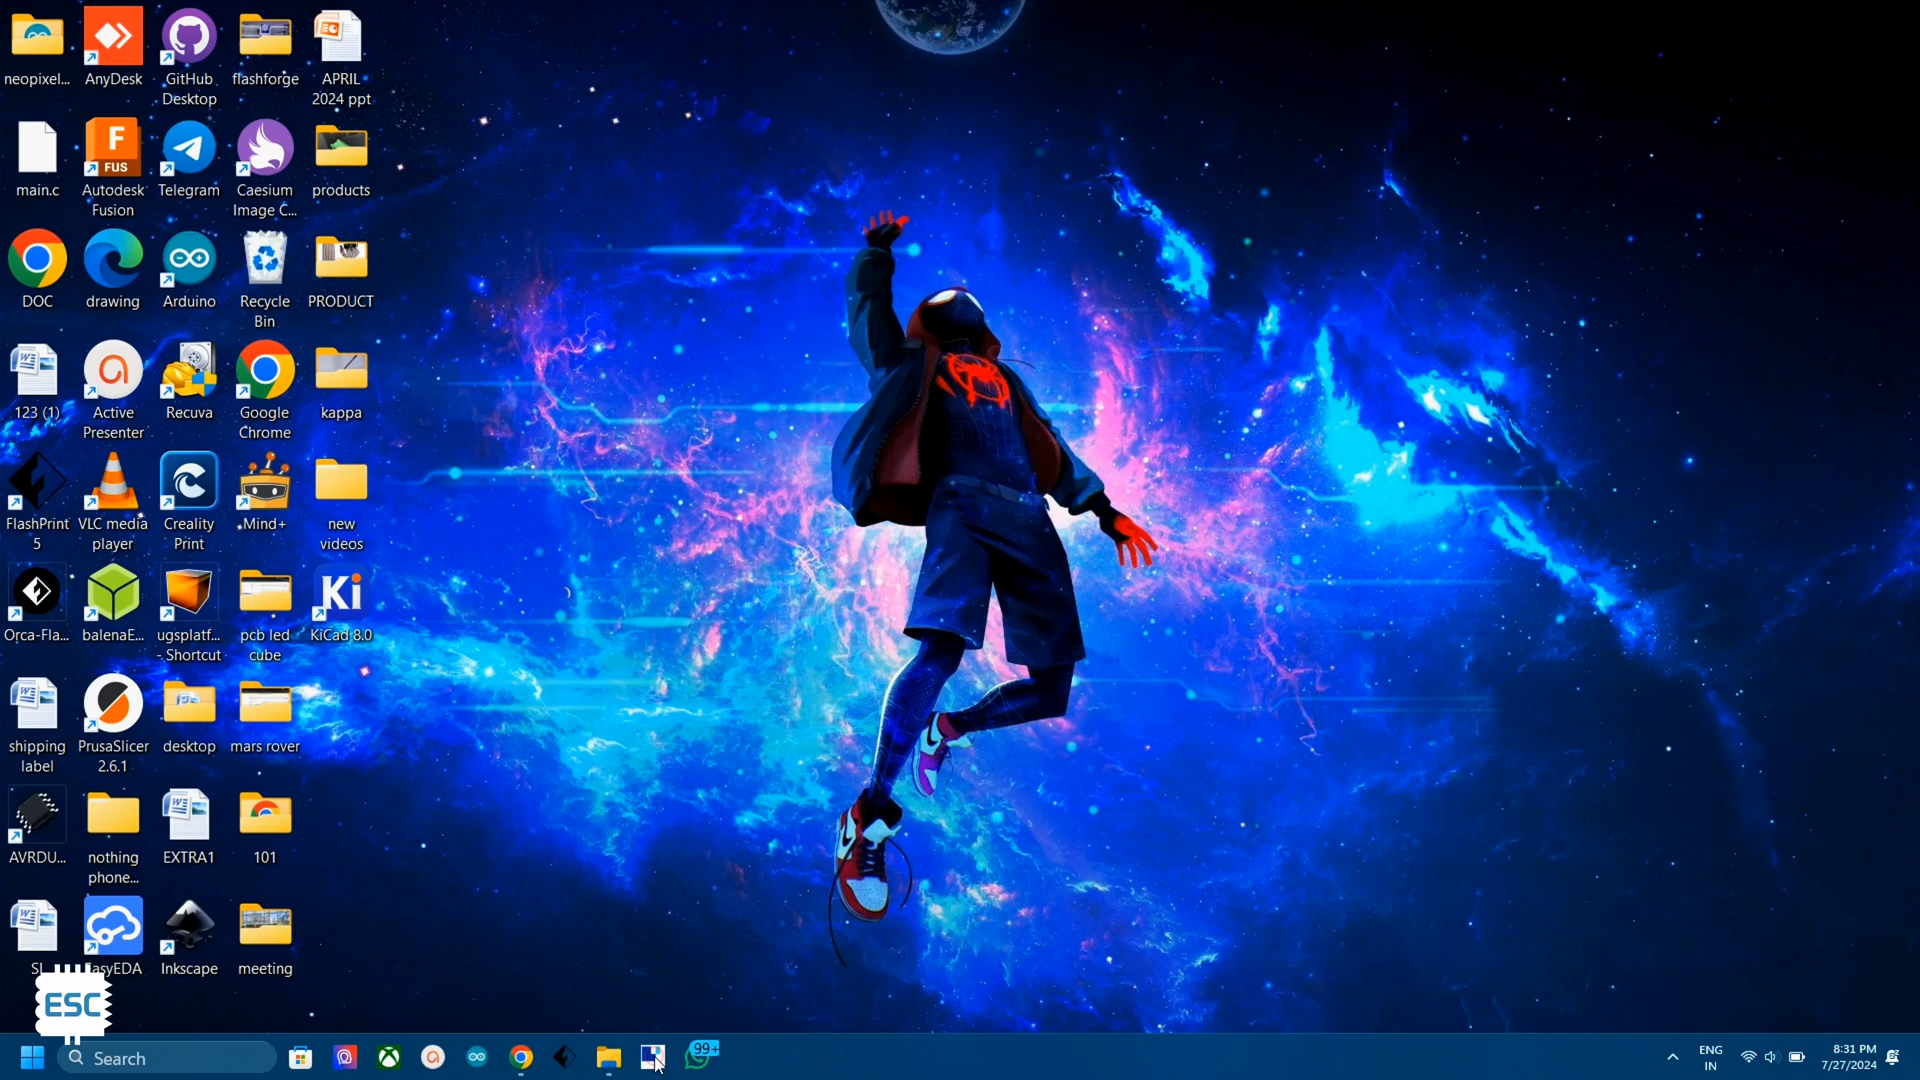 neopixel...
AnyDesk
GitHub
Desktop
flashforge
APRIL
2024 ppt
main.c
F
FUS
Autodesk
Fusion
Telegram
Caesium
Image C...
products
DOC
drawing
Arduino
Recycle
Bin
PRODUCT
123 (1)
Active
Presenter
Recuva
Google
Chrome
kappa
FlashPrint
5
VLC media
player
Creality
Print
Mind+
new
videos
Orca-Fla...
balenaE...
ugsplatf...
- Shortcut
pcb led
cube
Ki
KiCad 8.0
shipping
label
PrusaSlicer
2.6.1
desktop
mars rover
AVRDU...
nothing
phone...
EXTRA1
101
Inkscape
meeting
ESC
Search
99+
ENG
IN
8:31 PM
7/27/2024